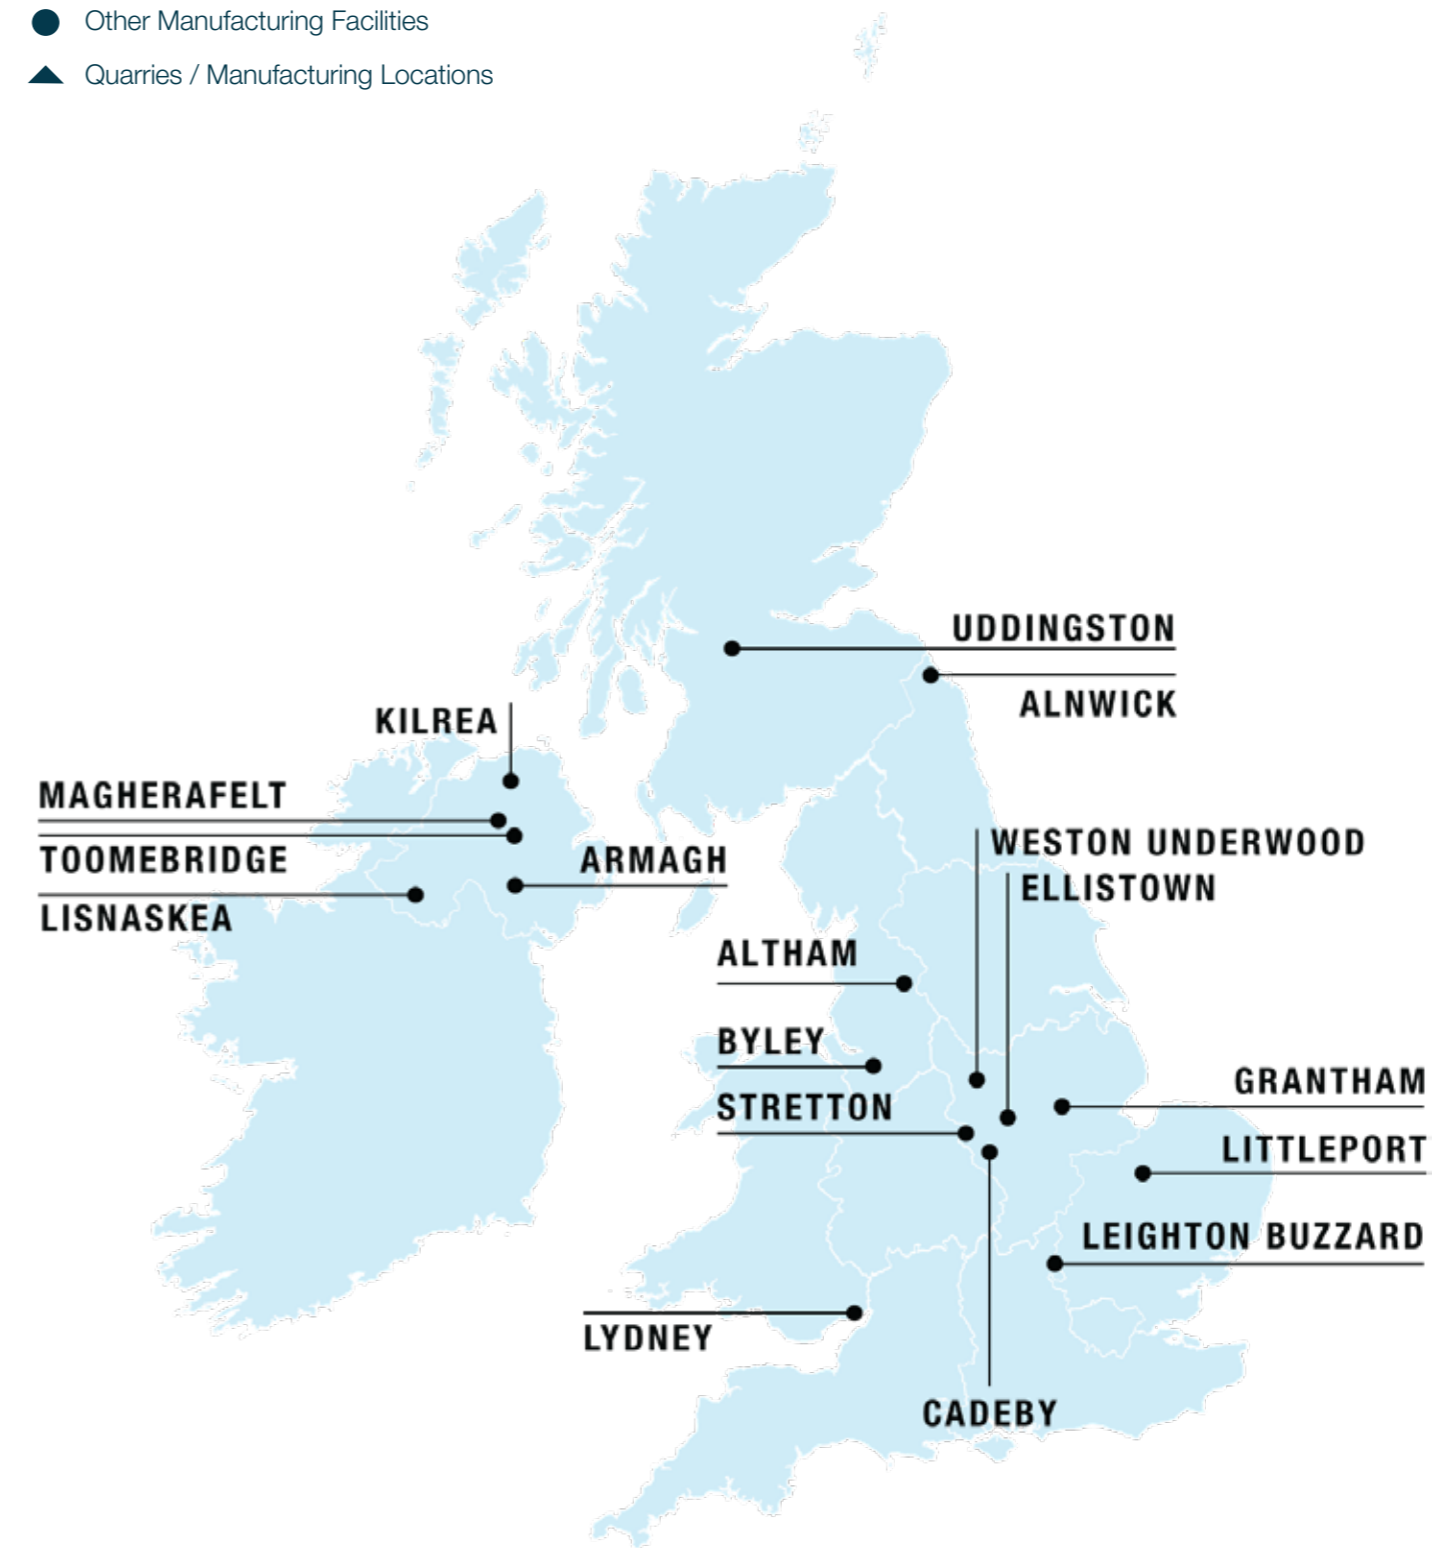 Other Manufacturing Facilities
Quarries / Manufacturing Locations
UDDINGSTON
ALNWICK
KILREA
MAGHERAFELT
TOOMEBRIDGE
ARMAGH
LISNASKEA
WESTON UNDERWOOD
ELLISTOWN
ALTHAM
BYLEY
STRETTON
GRANTHAM
LITTLEPORT
LEIGHTON BUZZARD
LYDNEY
CADEBY